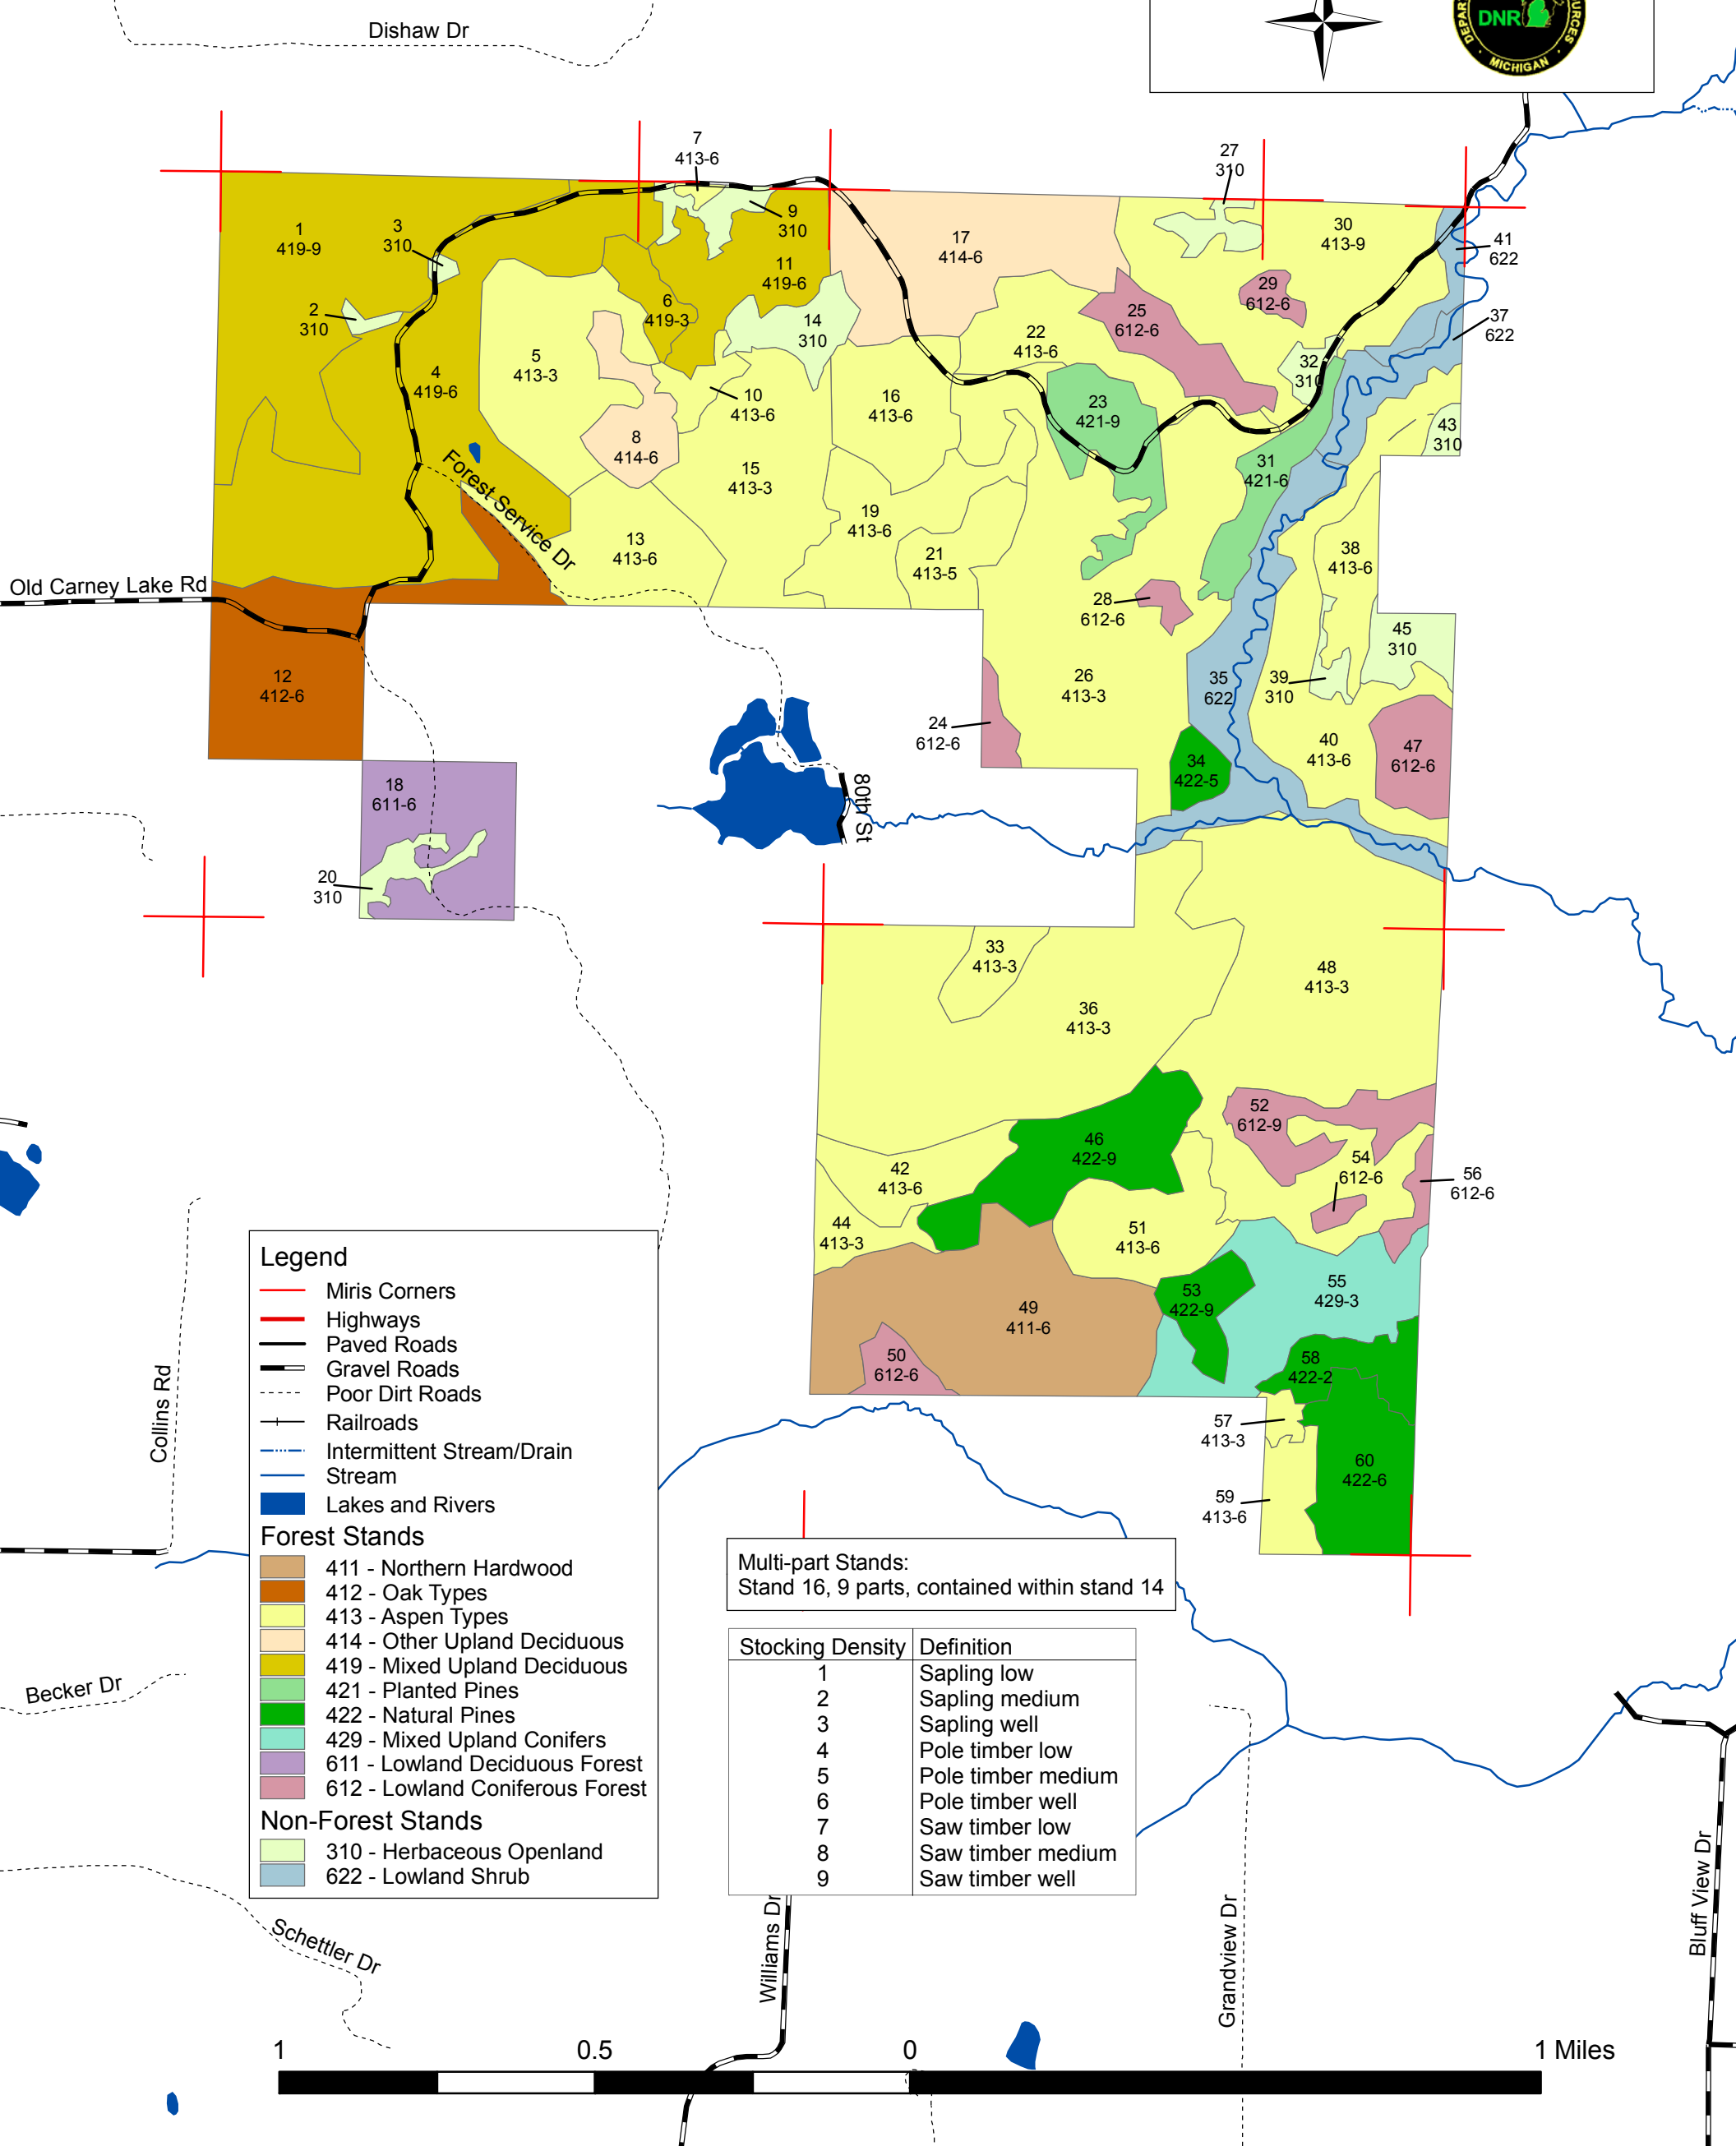 Dishaw Dr
DEPAR
DNR
URCES
MICHIGAN
7
413-6
27
310
1
419-9
3
310
9
310
17
414-6
30
413-9
41
622
2
310
11
419-6
6
419-3
14
310
25
612-6
29
612-6
37
622
5
413-3
4
419-6
22
413-6
32
310
10
413-6
16
413-6
23
421-9
43
310
8
414-6
15
413-3
31
421-6
Forest Service Dr
19
413-6
13
413-6
21
413-5
38
413-6
Old Carney Lake Rd
28
612-6
45
310
12
412-6
26
413-3
35
622
39
310
24
612-6
40
413-6
47
612-6
34
422-5
18
611-6
80th St
20
310
33
413-3
48
413-3
36
413-3
52
612-9
46
422-9
54
612-6
56
612-6
42
413-6
44
413-3
51
413-6
53
422-9
55
429-3
49
411-6
50
612-6
58
422-2
57
413-3
60
422-6
59
413-6
Collins Rd
Becker Dr
Schettler Dr
Williams Dr
Grandview Dr
Bluff View Dr
Legend
Miris Corners
Highways
Paved Roads
Gravel Roads
Poor Dirt Roads
Railroads
Intermittent Stream/Drain
Stream
Lakes and Rivers
Forest Stands
411 - Northern Hardwood
412 - Oak Types
413 - Aspen Types
414 - Other Upland Deciduous
419 - Mixed Upland Deciduous
421 - Planted Pines
422 - Natural Pines
429 - Mixed Upland Conifers
611 - Lowland Deciduous Forest
612 - Lowland Coniferous Forest
Non-Forest Stands
310 - Herbaceous Openland
622 - Lowland Shrub
Multi-part Stands:
Stand 16, 9 parts, contained within stand 14
Stocking Density Definition
1 Sapling low
2 Sapling medium
3 Sapling well
4 Pole timber low
5 Pole timber medium
6 Pole timber well
7 Saw timber low
8 Saw timber medium
9 Saw timber well
1 0.5 0 1 Miles